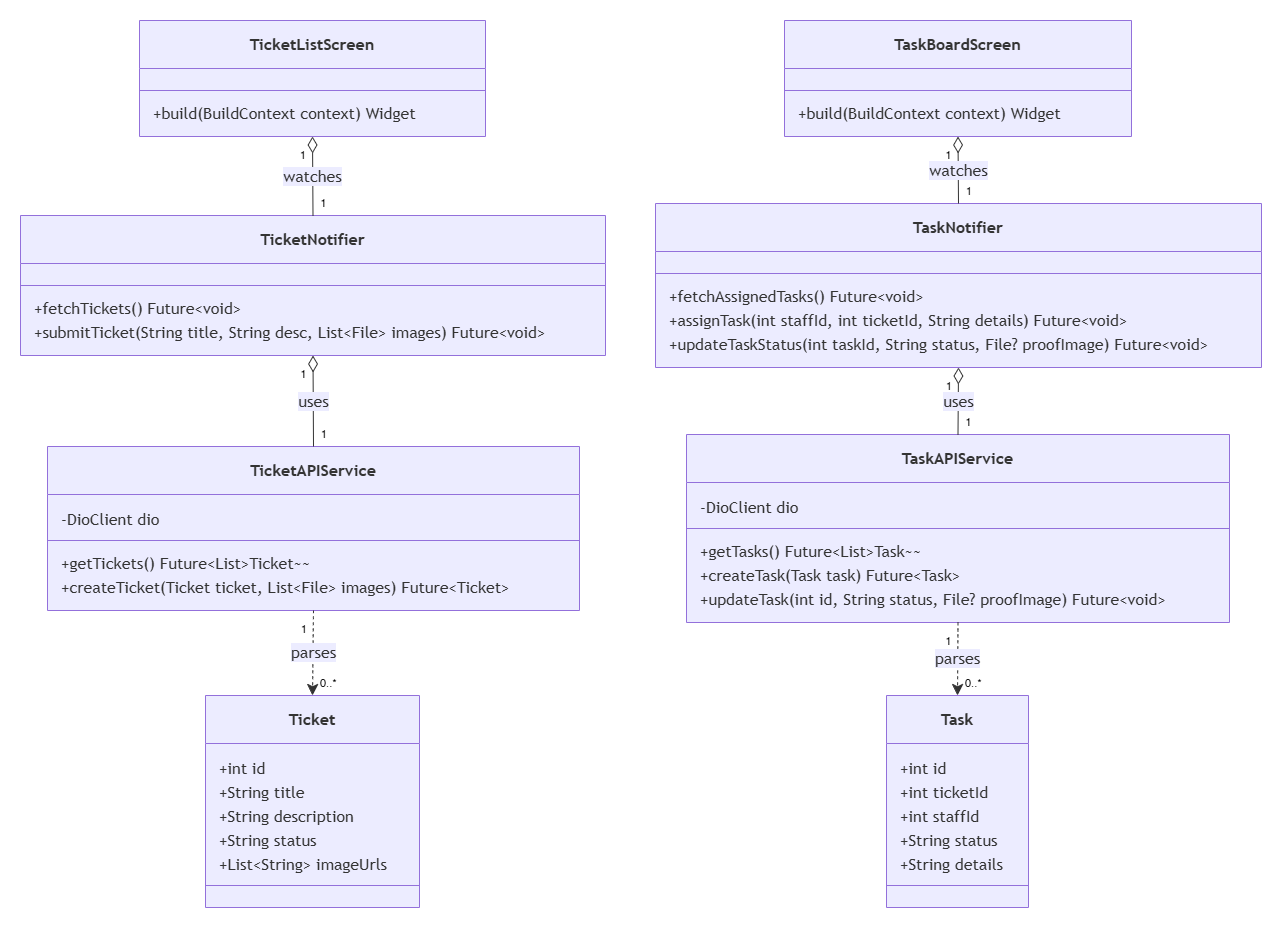 TicketListScreen
+build(BuildContext context) Widget
1
watches
1
TicketNotifier
+fetchTickets() Future<void>
+submitTicket(String title, String desc, List<File> images) Future<void>
1
uses
1
TicketAPIService
-DioClient dio
+getTickets() Future<List>Ticket~~
+createTicket(Ticket ticket, List<File> images) Future<Ticket>
1
parses
0..*
Ticket
+int id
+String title
+String description
+String status
+List<String> imageUrls
TaskBoardScreen
+build(BuildContext context) Widget
1
watches
1
TaskNotifier
+fetchAssignedTasks() Future<void>
+assignTask(int staffId, int ticketId, String details) Future<void>
+updateTaskStatus(int taskId, String status, File? proofImage) Future<void>
1
uses
1
TaskAPIService
-DioClient dio
+getTasks() Future<List>Task~~
+createTask(Task task) Future<Task>
+updateTask(int id, String status, File? proofImage) Future<void>
1
parses
0..*
Task
+int id
+int ticketId
+int staffId
+String status
+String details